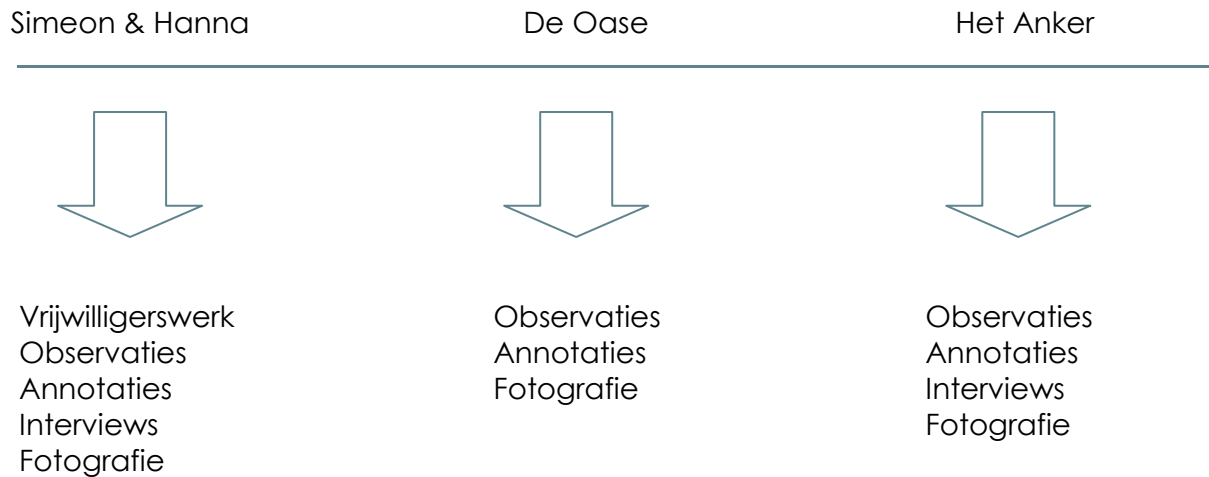 Simeon & Hanna
De Oase
Het Anker
Vrijwilligerswerk
Observaties
Annotaties
Interviews
Fotografie
Observaties
Annotaties
Fotografie
Observaties
Annotaties
Interviews
Fotografie